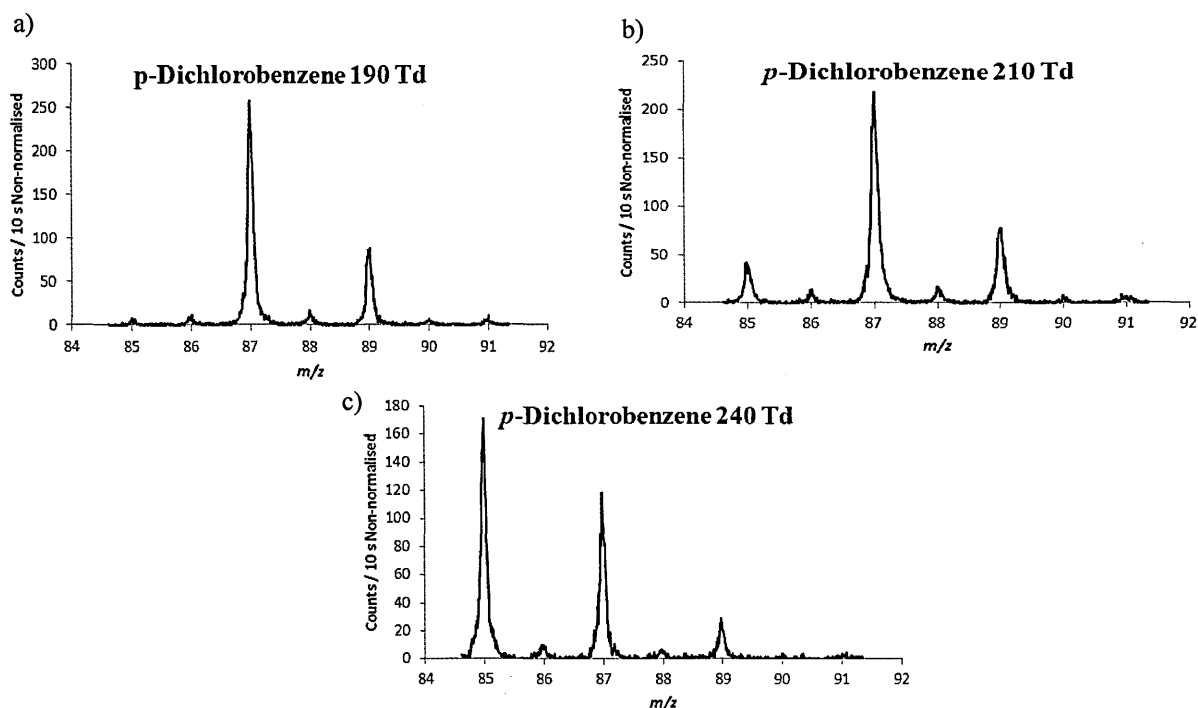 a)
p-Dichlorobenzene 190 Td
Counts / 10 s Non-normalised
300
250
200
150
100
50
0
84 85 86 87 88 89 90 91 92
m/z
b)
p-Dichlorobenzene 210 Td
Counts / 10 s Non-normalised
250
200
150
100
50
0
84 85 86 87 88 89 90 91 92
m/z
c)
p-Dichlorobenzene 240 Td
Counts / 10 s Non-normalised
180
160
140
120
100
80
60
40
20
0
84 85 86 87 88 89 90 91 92
m/z